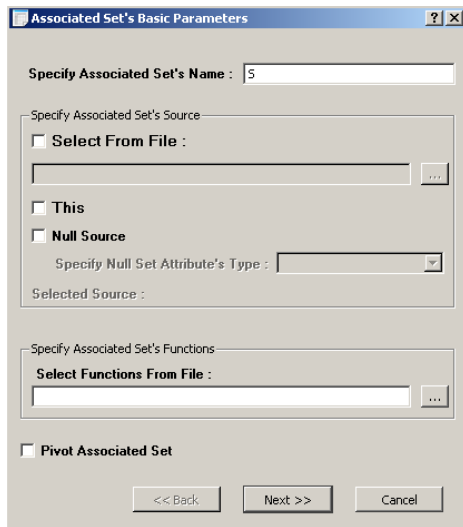 Associated Set's Basic Parameters
Specify Associated Set's Name : S
Specify Associated Set's Source
Select From File :
...
This
Null Source
Specify Null Set Attribute's Type :
Selected Source :
Specify Associated Set's Functions
Select Functions From File :
...
Pivot Associated Set
<< Back Next >> Cancel